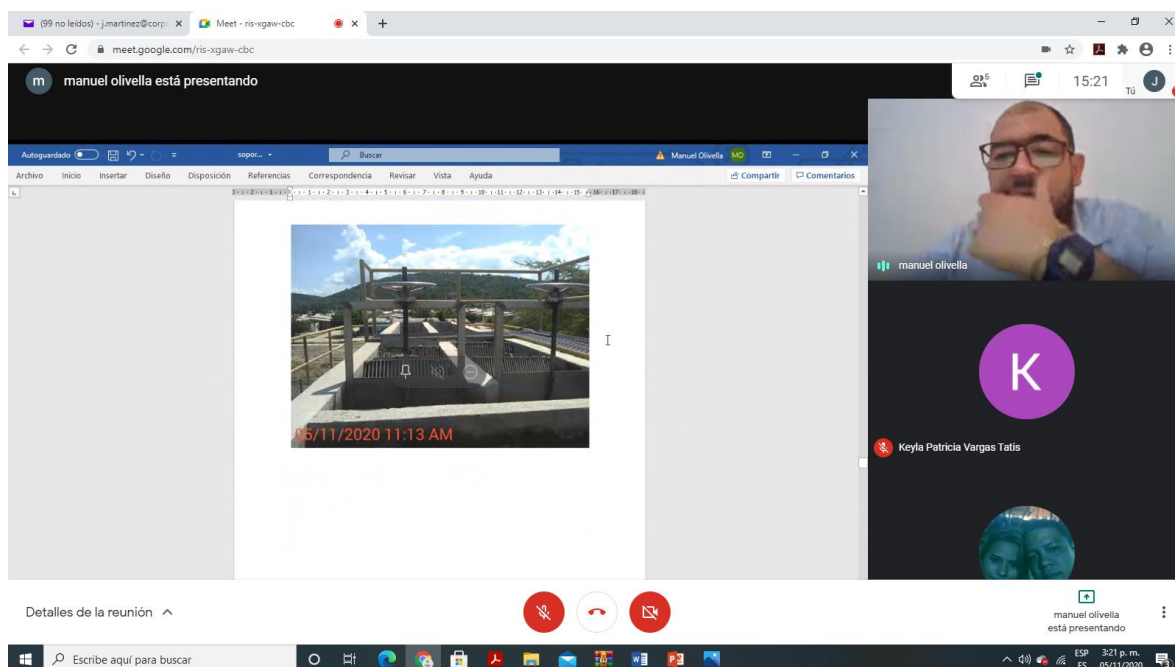 (99 no leídos) - j.martinez@corpo
Meet - ris-xgaw-cbc
meet.google.com/ris-xgaw-cbc
m
manuel olivella está presentando
5
15:21
Tú
J
Autoguardado
sopor...
Buscar
Manuel Olivella
MO
Archivo Inicio Insertar Diseño Disposición Referencias Correspondencia Revisar Vista Ayuda
Compartir
Comentarios
05/11/2020 11:13 AM
manuel olivella
K
Keyla Patricia Vargas Tatis
Detalles de la reunión
manuel olivella
está presentando
Escribe aquí para buscar
ESP
ES
3:21 p. m.
05/11/2020